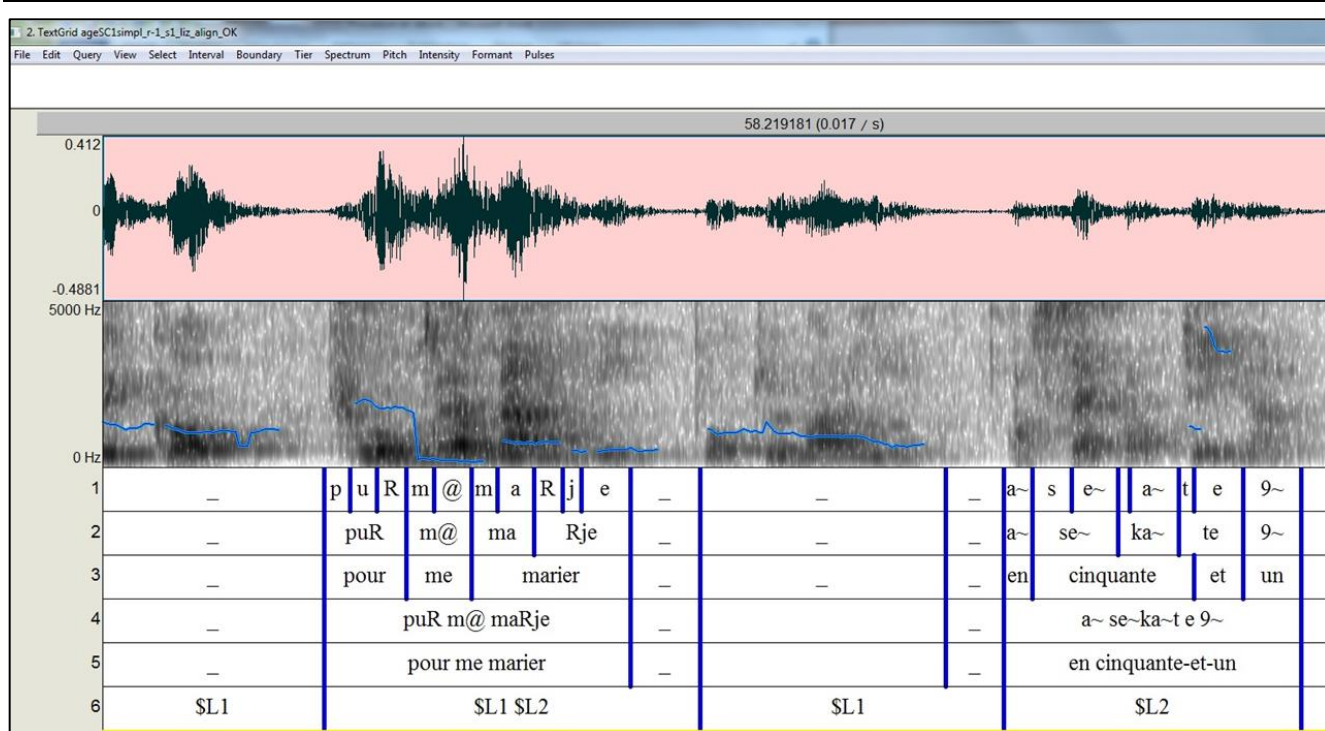 2. TextGrid ageSC1simpl_r-1_s1_liz_align_OK
File Edit Query View Select Interval Boundary Tier Spectrum Pitch Intensity Formant Pulses
58.219181 (0.017 / s)
0.412
0
-0.4881
5000 Hz
0 Hz
1 _ p u R m @ m a R j e _ _ _ a~ s e~ a~ t e 9~
2 _ puR m@ ma Rje _ _ _ a~ se~ ka~ te 9~
3 _ pour me marier _ _ _ en cinquante et un
4 _ puR m@ maRje _ _ a~ se~ka~t e 9~
5 _ pour me marier _ _ en cinquante-et-un
6 $L1 $L1 $L2 $L1 $L2